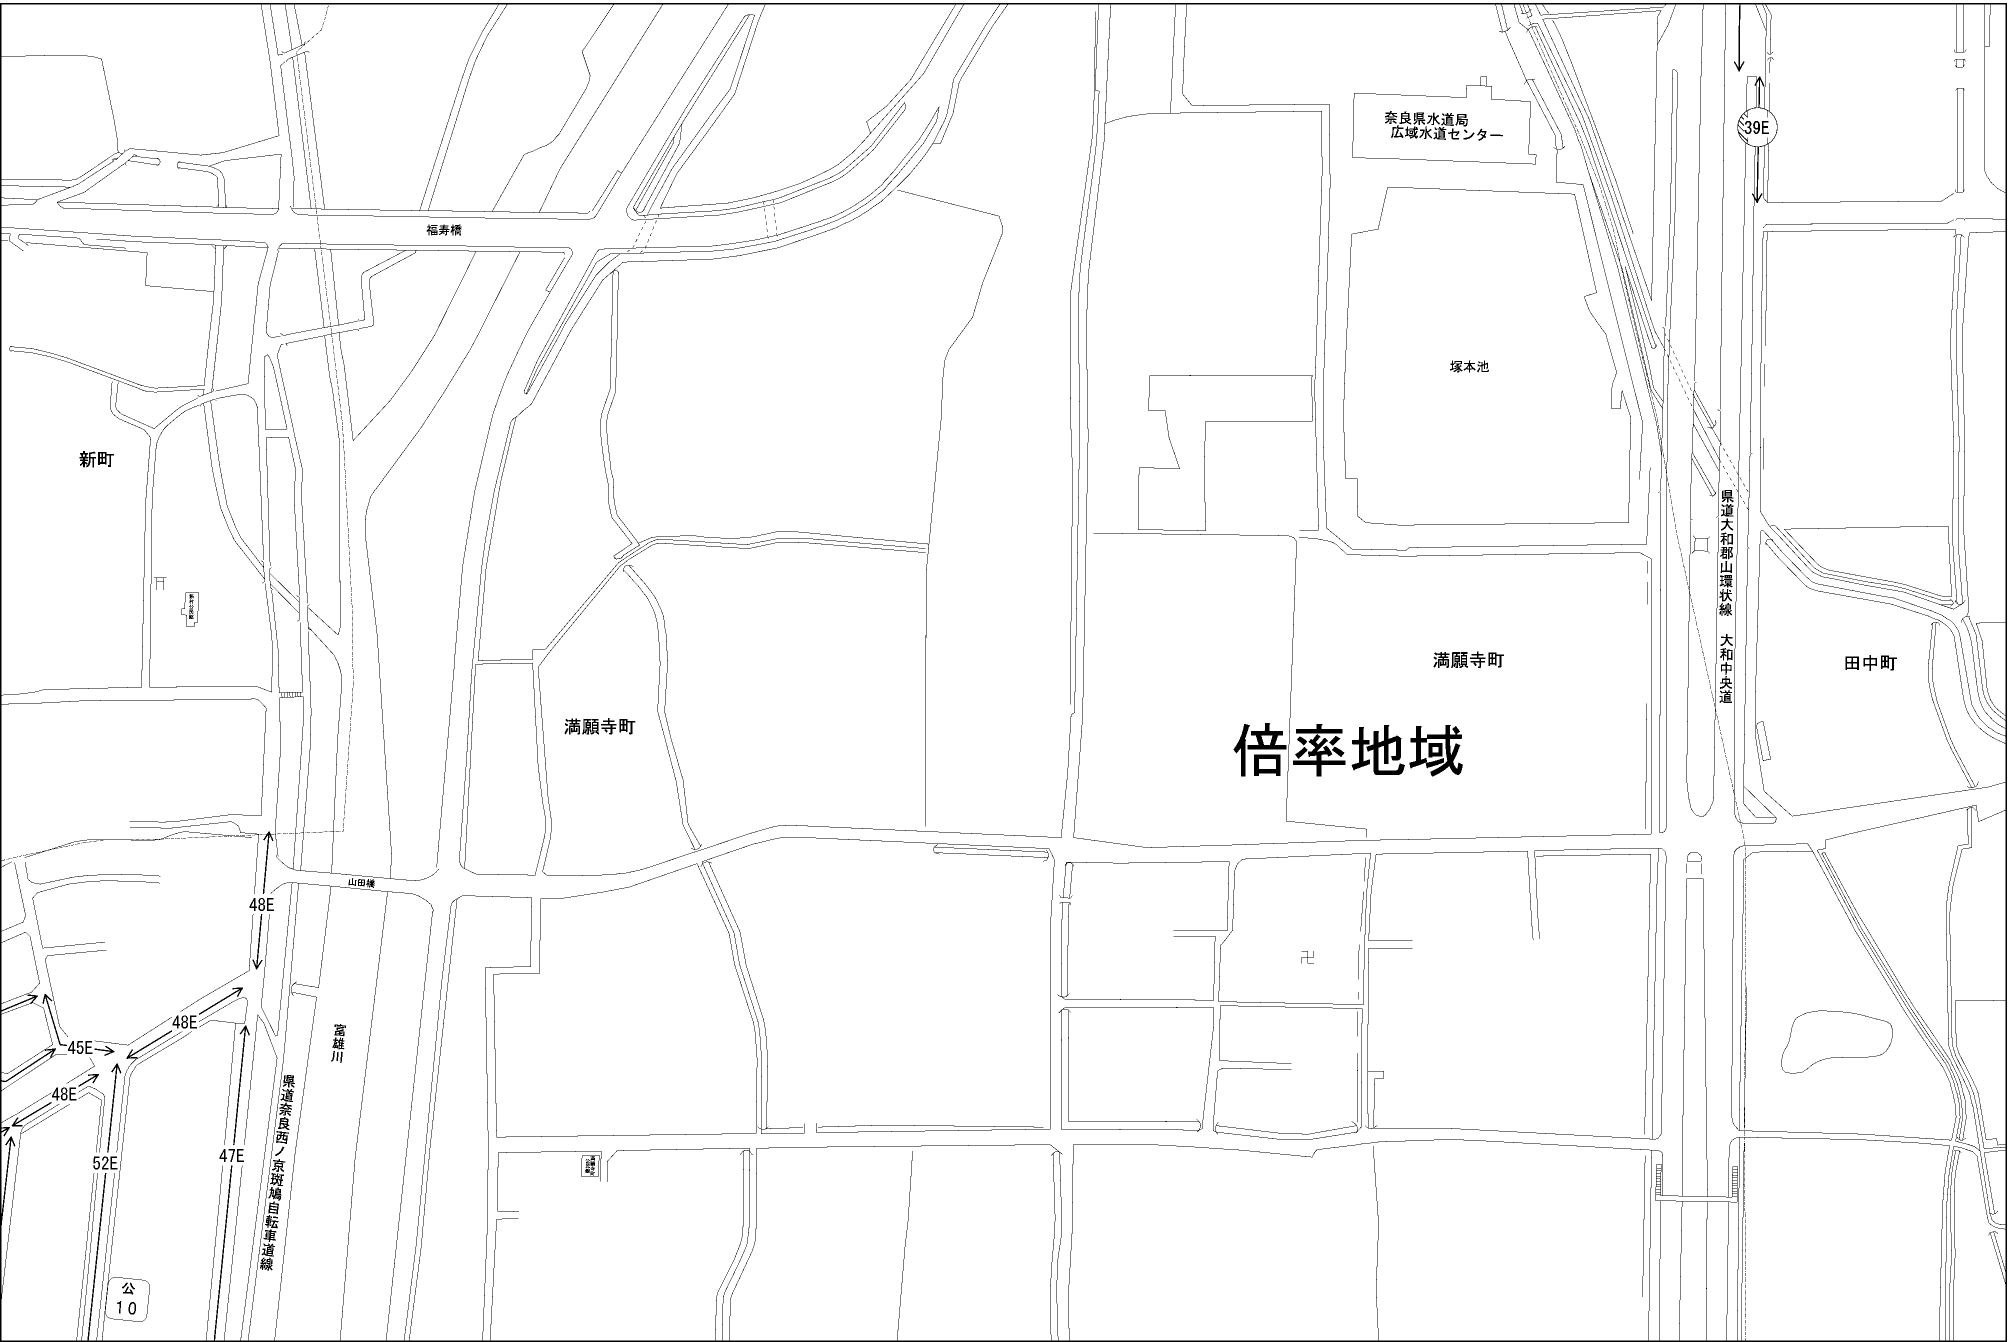 奈良県水道局
広域水道センター
39E
福寿橋
塚本池
新町
県道大和郡山環状線 大和中央道
満願寺町
田中町
満願寺町
倍率地域
山田橋
48E
48E
富雄川
45E
48E
県道奈良西ノ京斑鳩自転車道線
52E
47E
公
10
卍